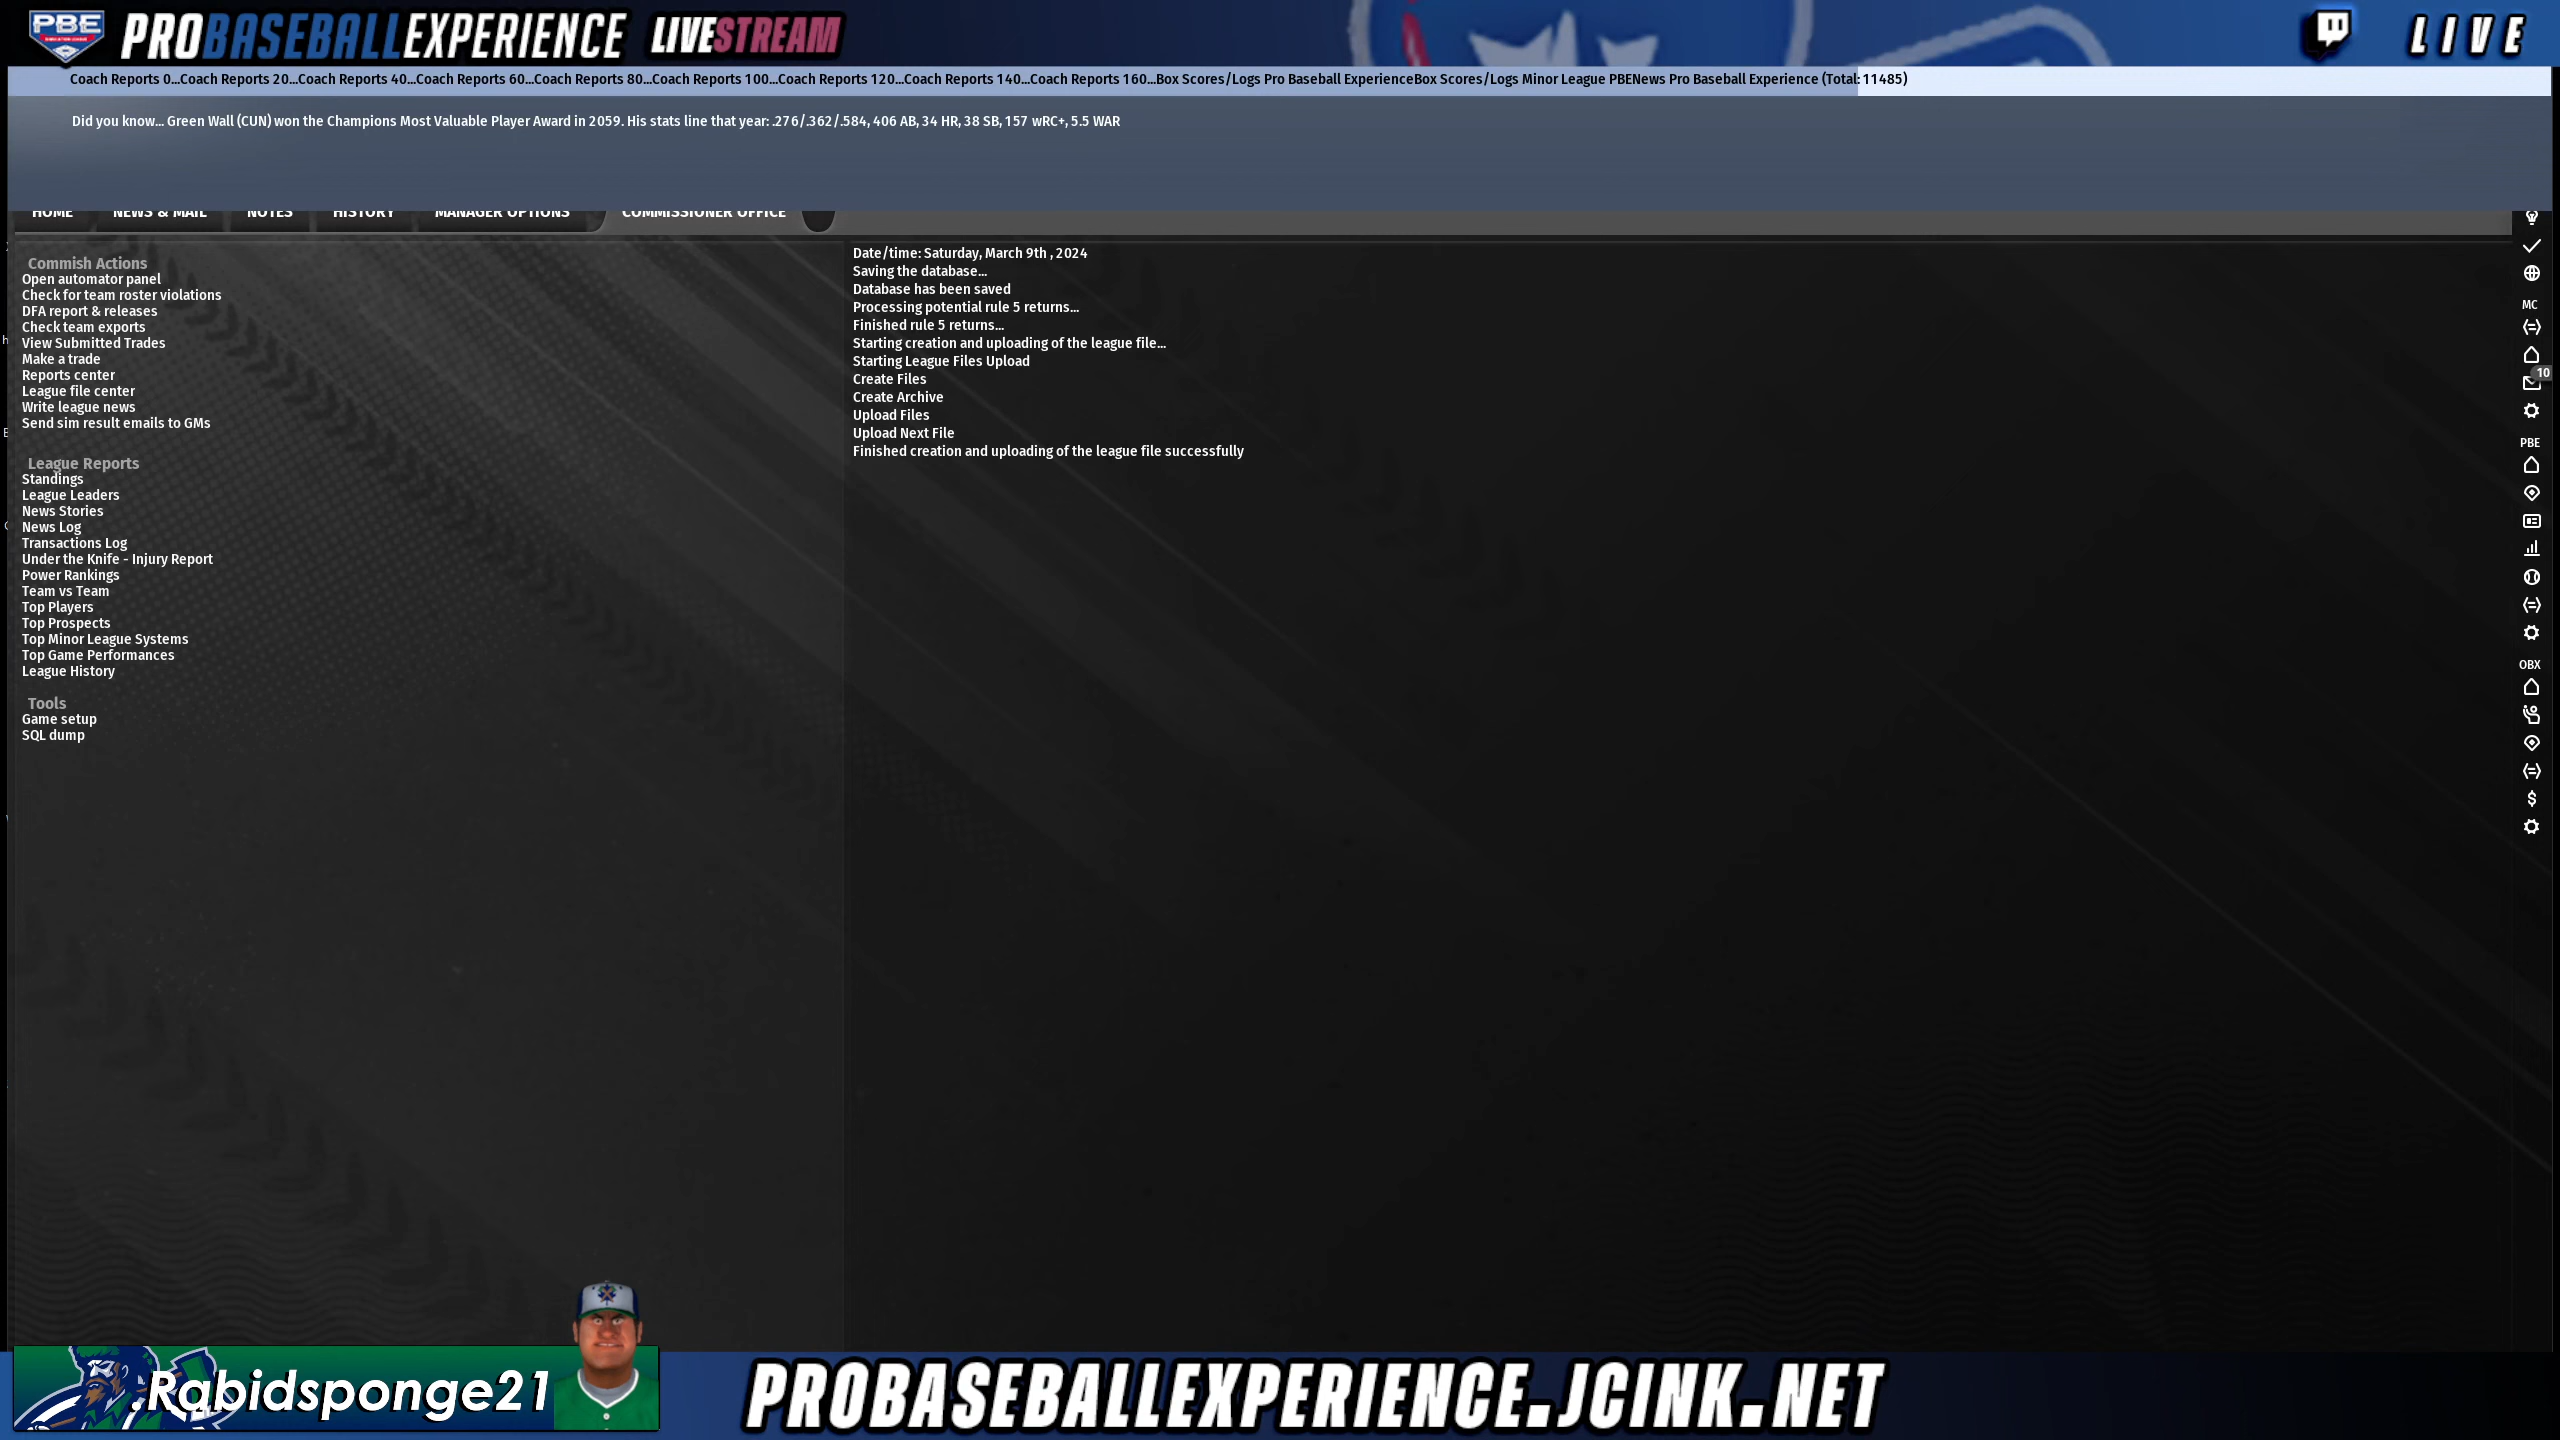 PBE
PROBASEBALLEXPERIENCE LIVESTREAM
LIVE
Coach Reports 0...Coach Reports 20...Coach Reports 40...Coach Reports 60...Coach Reports 80...Coach Reports 100...Coach Reports 120...Coach Reports 140...Coach Reports 160...Box Scores/Logs Pro Baseball ExperienceBox Scores/Logs Minor League PBENews Pro Baseball Experience (Total: 11485)
Did you know... Green Wall (CUN) won the Champions Most Valuable Player Award in 2059. His stats line that year: .276/.362/.584, 406 AB, 34 HR, 38 SB, 157 wRC+, 5.5 WAR
HOME NEWS & MAIL NOTES HISTORY MANAGER OPTIONS COMMISSIONER OFFICE
Commish Actions
Open automator panel
Check for team roster violations
DFA report & releases
Check team exports
View Submitted Trades
Make a trade
Reports center
League file center
Write league news
Send sim result emails to GMs
League Reports
Standings
League Leaders
News Stories
News Log
Transactions Log
Under the Knife - Injury Report
Power Rankings
Team vs Team
Top Players
Top Prospects
Top Minor League Systems
Top Game Performances
League History
Tools
Game setup
SQL dump
Date/time: Saturday, March 9th , 2024
Saving the database...
Database has been saved
Processing potential rule 5 returns...
Finished rule 5 returns...
Starting creation and uploading of the league file...
Starting League Files Upload
Create Files
Create Archive
Upload Files
Upload Next File
Finished creation and uploading of the league file successfully
MC
10
PBE
OBX
.Rabidsponge21
PROBASEBALLEXPERIENCE.JCINK.NET